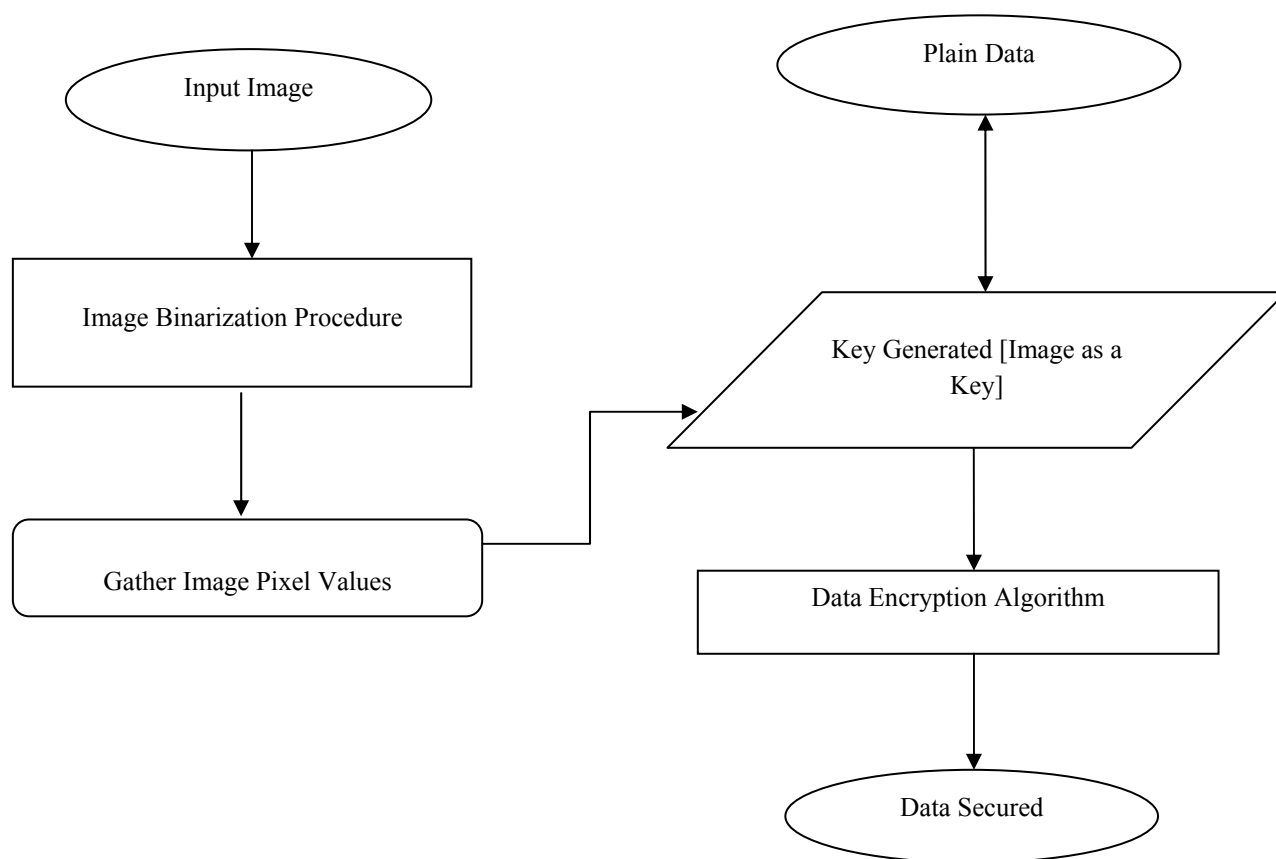 Input Image
Image Binarization Procedure
Gather Image Pixel Values
Plain Data
Key Generated [Image as a
Key]
Data Encryption Algorithm
Data Secured